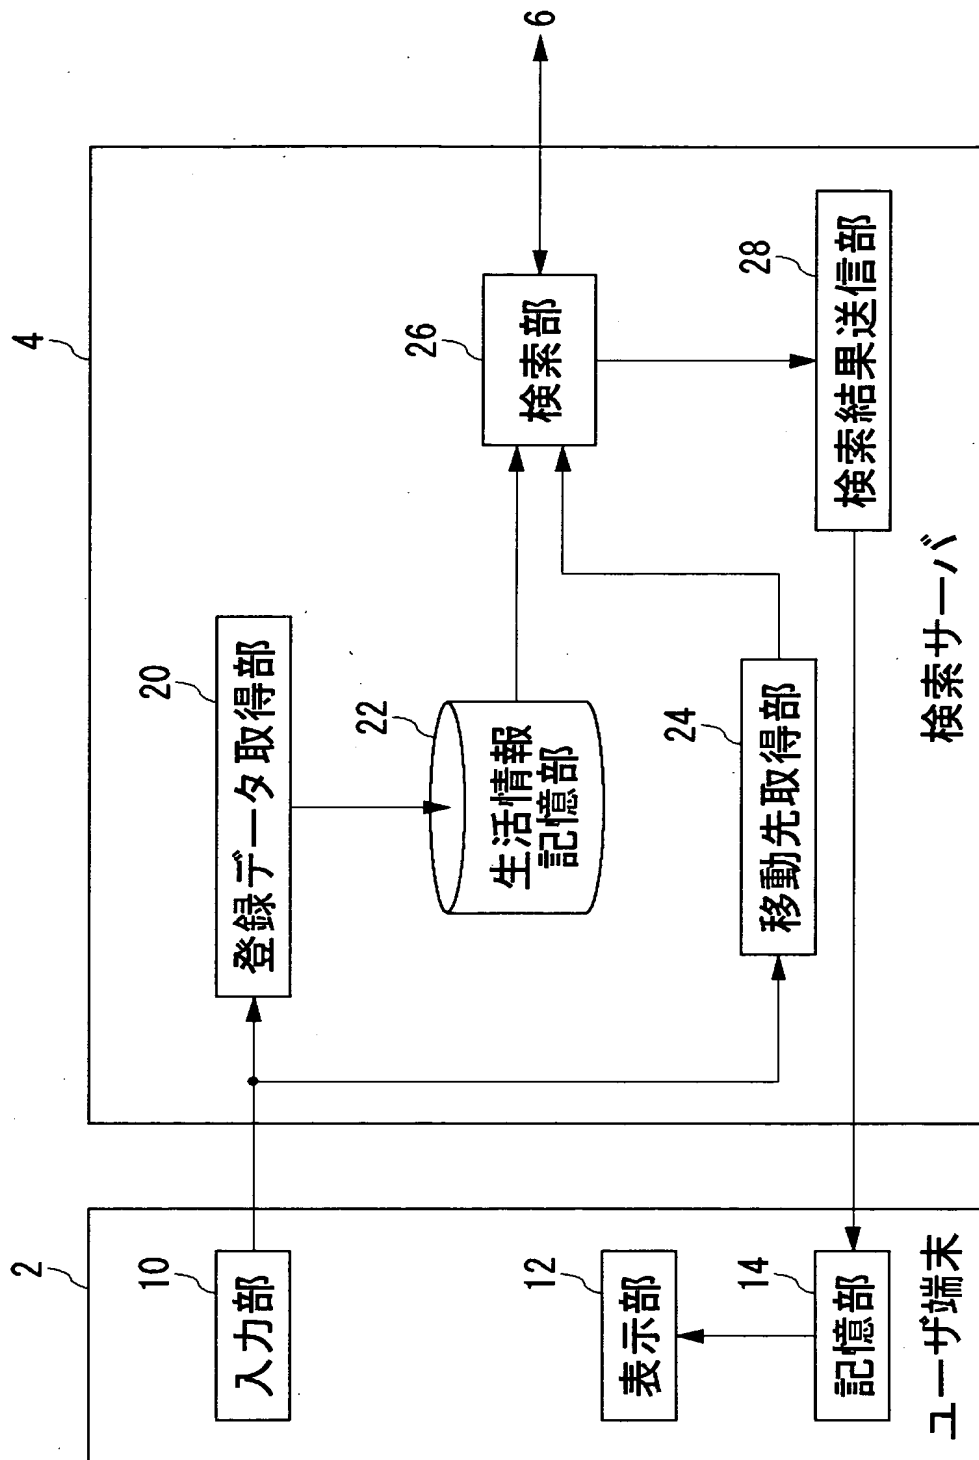 2
10
入力部
12
表示部
14
記憶部
ユーザ端末
4
20
登録データ取得部
22
生活情報
記憶部
24
移動先取得部
26
検索部
28
検索結果送信部
検索サーバ
6